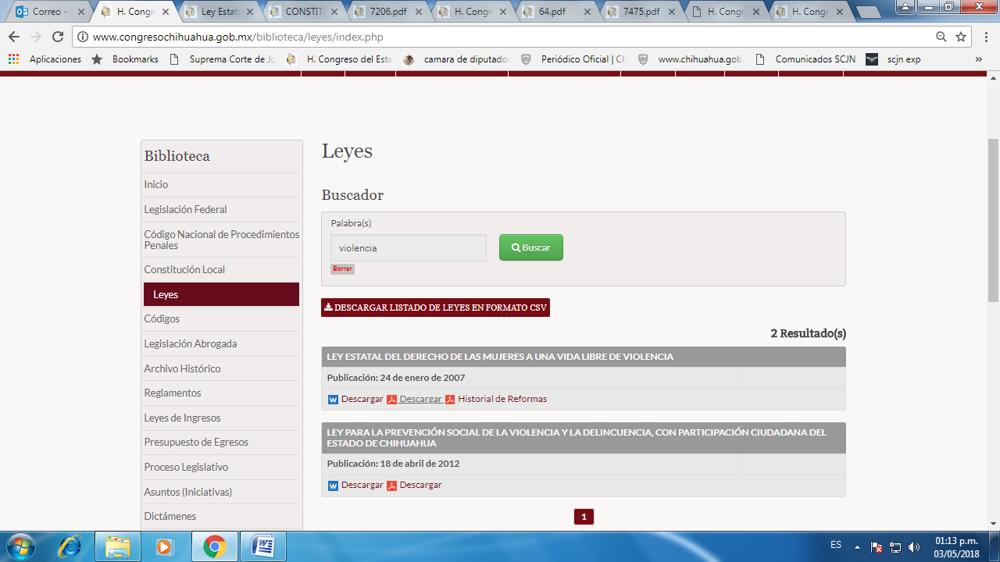 Correo -
H. Congr
Ley Estat
CONSTIT
7206.pdf
H. Congr
64.pdf
7475.pdf
H. Congr
H. Congr
www.congresochihuahua.gob.mx/biblioteca/leyes/index.php
Aplicaciones
Bookmarks
Suprema Corte de Ju
H. Congreso del Esta
camara de diputado
Periódico Oficial | Ch
www.chihuahua.gob
Comunicados SCJN
scjn exp
»
Biblioteca
Inicio
Legislación Federal
Código Nacional de Procedimientos
Penales
Constitución Local
Leyes
Códigos
Legislación Abrogada
Archivo Histórico
Reglamentos
Leyes de Ingresos
Presupuesto de Egresos
Proceso Legislativo
Asuntos (Iniciativas)
Dictámenes
Leyes
Buscador
Palabra(s)
violencia
Buscar
Borrar
DESCARGAR LISTADO DE LEYES EN FORMATO CSV
2 Resultado(s)
LEY ESTATAL DEL DERECHO DE LAS MUJERES A UNA VIDA LIBRE DE VIOLENCIA
Publicación: 24 de enero de 2007
Descargar Descargar Historial de Reformas
LEY PARA LA PREVENCIÓN SOCIAL DE LA VIOLENCIA Y LA DELINCUENCIA, CON PARTICIPACIÓN CIUDADANA DEL
ESTADO DE CHIHUAHUA
Publicación: 18 de abril de 2012
Descargar Descargar
1
ES
01:13 p.m.
03/05/2018